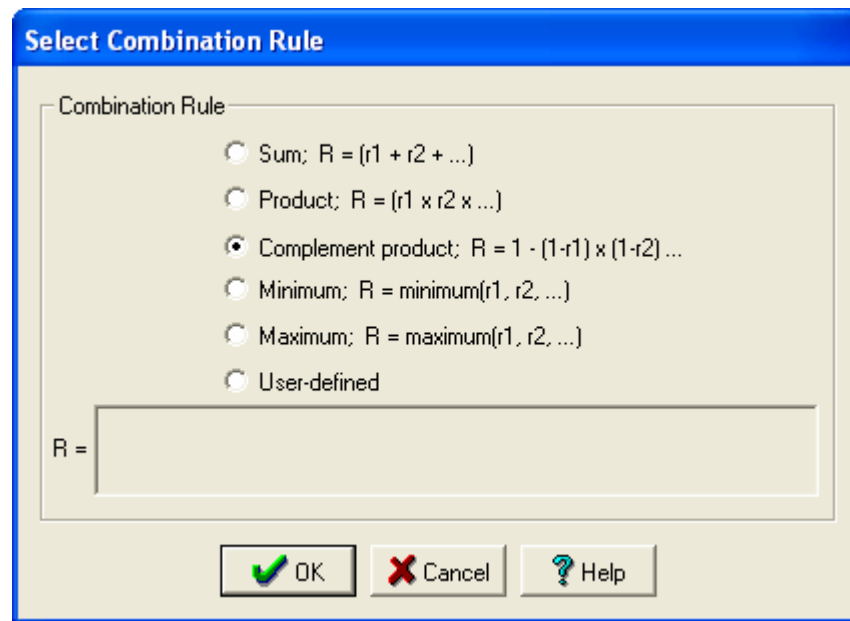 Select Combination Rule
Combination Rule
Sum; R = (r1 + r2 + ...)
Product; R = (r1 x r2 x ...)
Complement product; R = 1 - (1-r1) x (1-r2) ...
Minimum; R = minimum(r1, r2, ...)
Maximum; R = maximum(r1, r2, ...)
User-defined
R =
OK Cancel Help